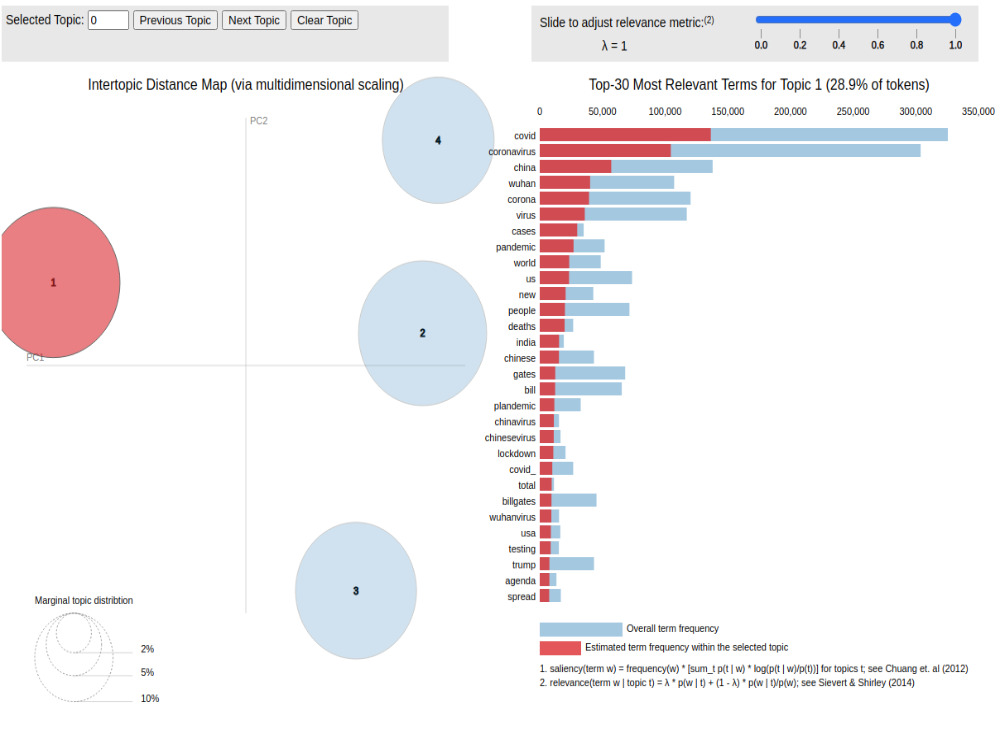 Selected Topic: 0 Previous Topic Next Topic Clear Topic
Slide to adjust relevance metric:(2)
λ = 1
0.0 0.2 0.4 0.6 0.8 1.0
Intertopic Distance Map (via multidimensional scaling)
PC2
PC1
4
1
2
3
Marginal topic distribtion
2%
5%
10%
Top-30 Most Relevant Terms for Topic 1 (28.9% of tokens)
0 50,000 100,000 150,000 200,000 250,000 300,000 350,000
covid
coronavirus
china
wuhan
corona
virus
cases
pandemic
world
us
new
people
deaths
india
chinese
gates
bill
plandemic
chinavirus
chinesevirus
lockdown
covid_
total
billgates
wuhanvirus
usa
testing
trump
agenda
spread
Overall term frequency
Estimated term frequency within the selected topic
1. saliency(term w) = frequency(w) * [sum_t p(t | w) * log(p(t | w)/p(t))] for topics t; see Chuang et. al (2012)
2. relevance(term w | topic t) = λ * p(w | t) + (1 - λ) * p(w | t)/p(w); see Sievert & Shirley (2014)